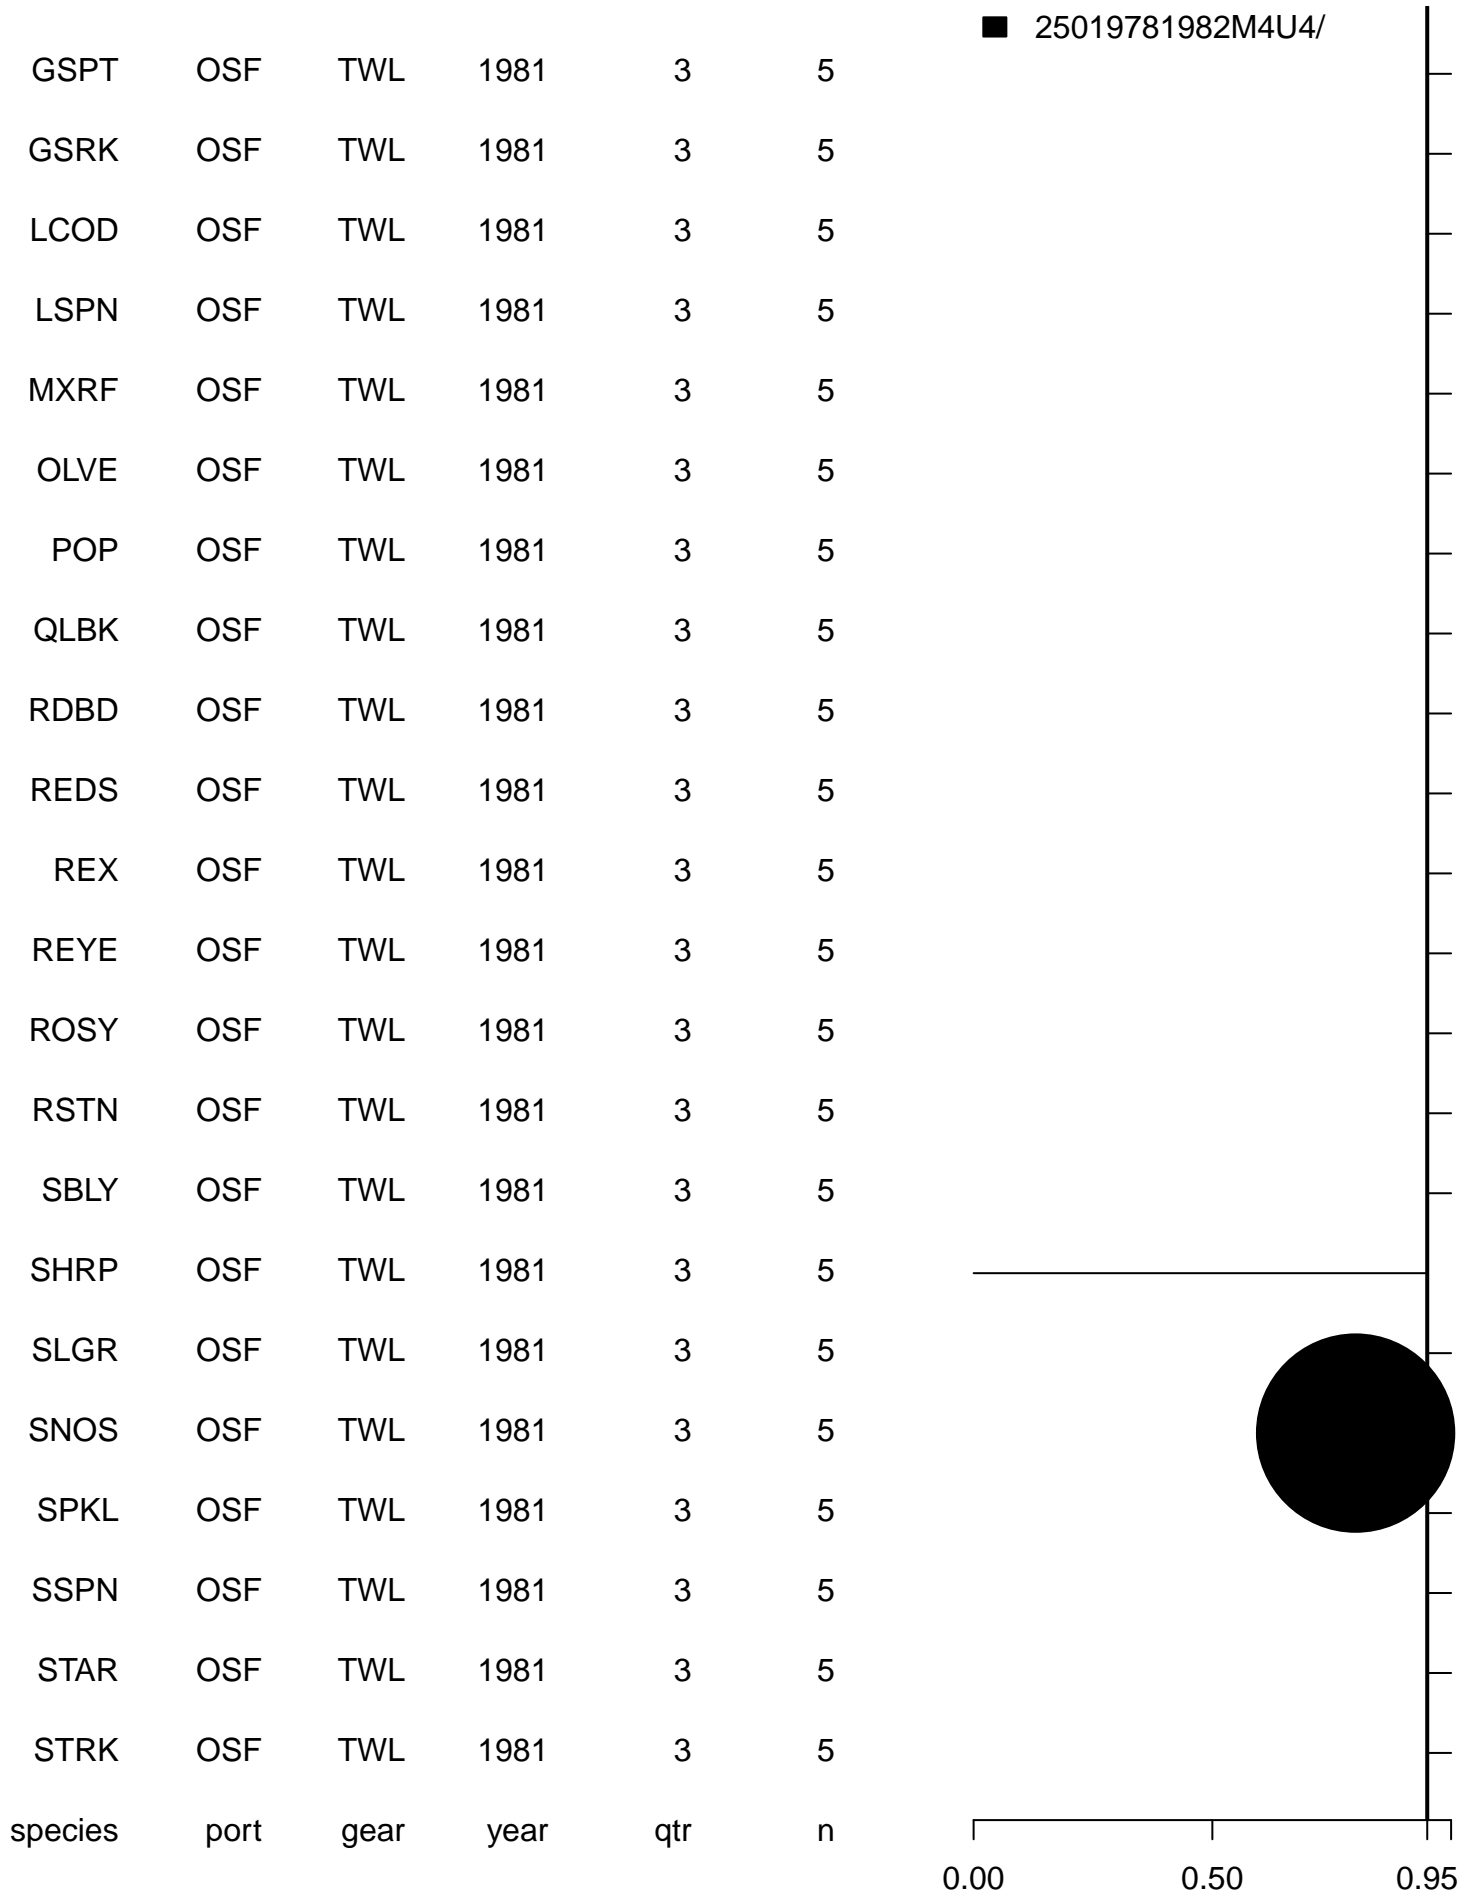 25019781982M4U4/
GSPT OSF TWL 1981 3 5
GSRK OSF TWL 1981 3 5
LCOD OSF TWL 1981 3 5
LSPN OSF TWL 1981 3 5
MXRF OSF TWL 1981 3 5
OLVE OSF TWL 1981 3 5
POP OSF TWL 1981 3 5
QLBK OSF TWL 1981 3 5
RDBD OSF TWL 1981 3 5
REDS OSF TWL 1981 3 5
REX OSF TWL 1981 3 5
REYE OSF TWL 1981 3 5
ROSY OSF TWL 1981 3 5
RSTN OSF TWL 1981 3 5
SBLY OSF TWL 1981 3 5
SHRP OSF TWL 1981 3 5
SLGR OSF TWL 1981 3 5
SNOS OSF TWL 1981 3 5
SPKL OSF TWL 1981 3 5
SSPN OSF TWL 1981 3 5
STAR OSF TWL 1981 3 5
STRK OSF TWL 1981 3 5
species port gear year qtr n
0.00 0.50 0.95